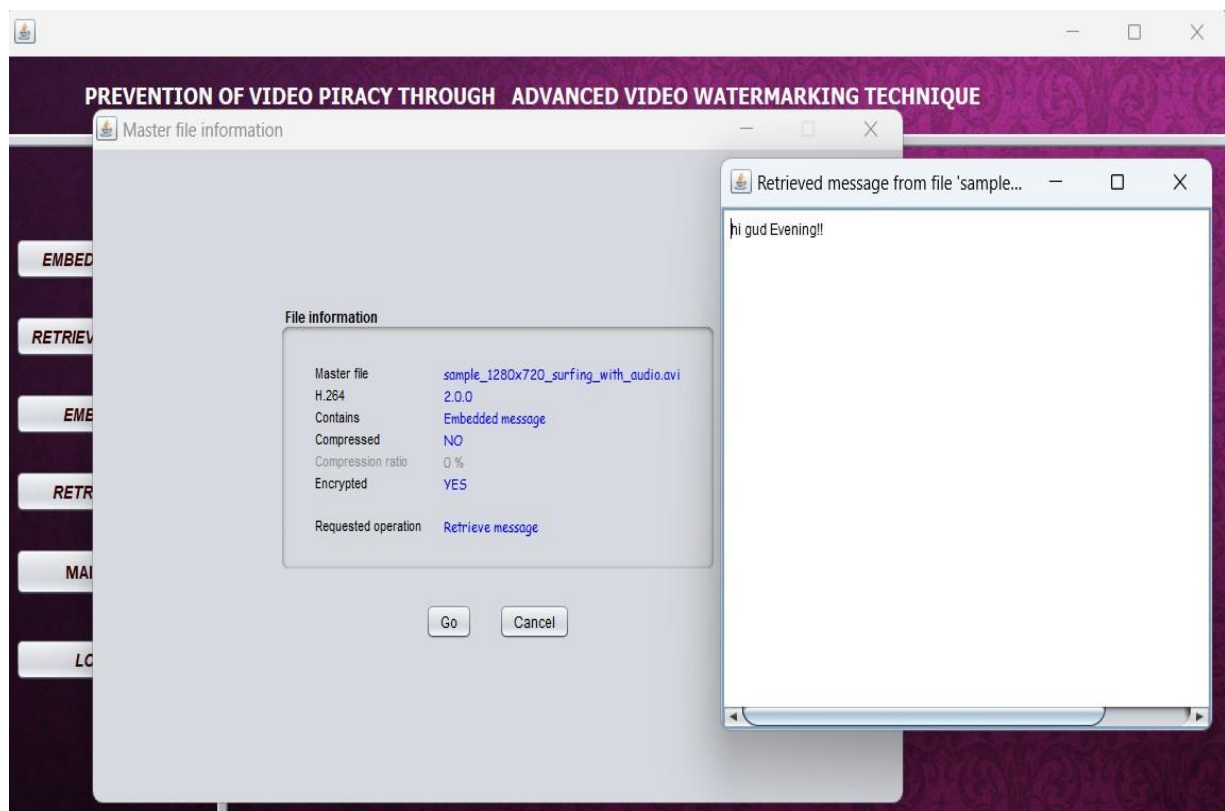 PREVENTION OF VIDEO PIRACY THROUGH ADVANCED VIDEO WATERMARKING TECHNIQUE
Master file information
Retrieved message from file 'sample...
hi gud Evening!!
EMBED
RETRIEV
EMB
RETR
MAI
LO
File information
Master file sample_1280x720_surfing_with_audio.avi
H.264 2.0.0
Contains Embedded message
Compressed NO
Compression ratio 0 %
Encrypted YES
Requested operation Retrieve message
Go Cancel